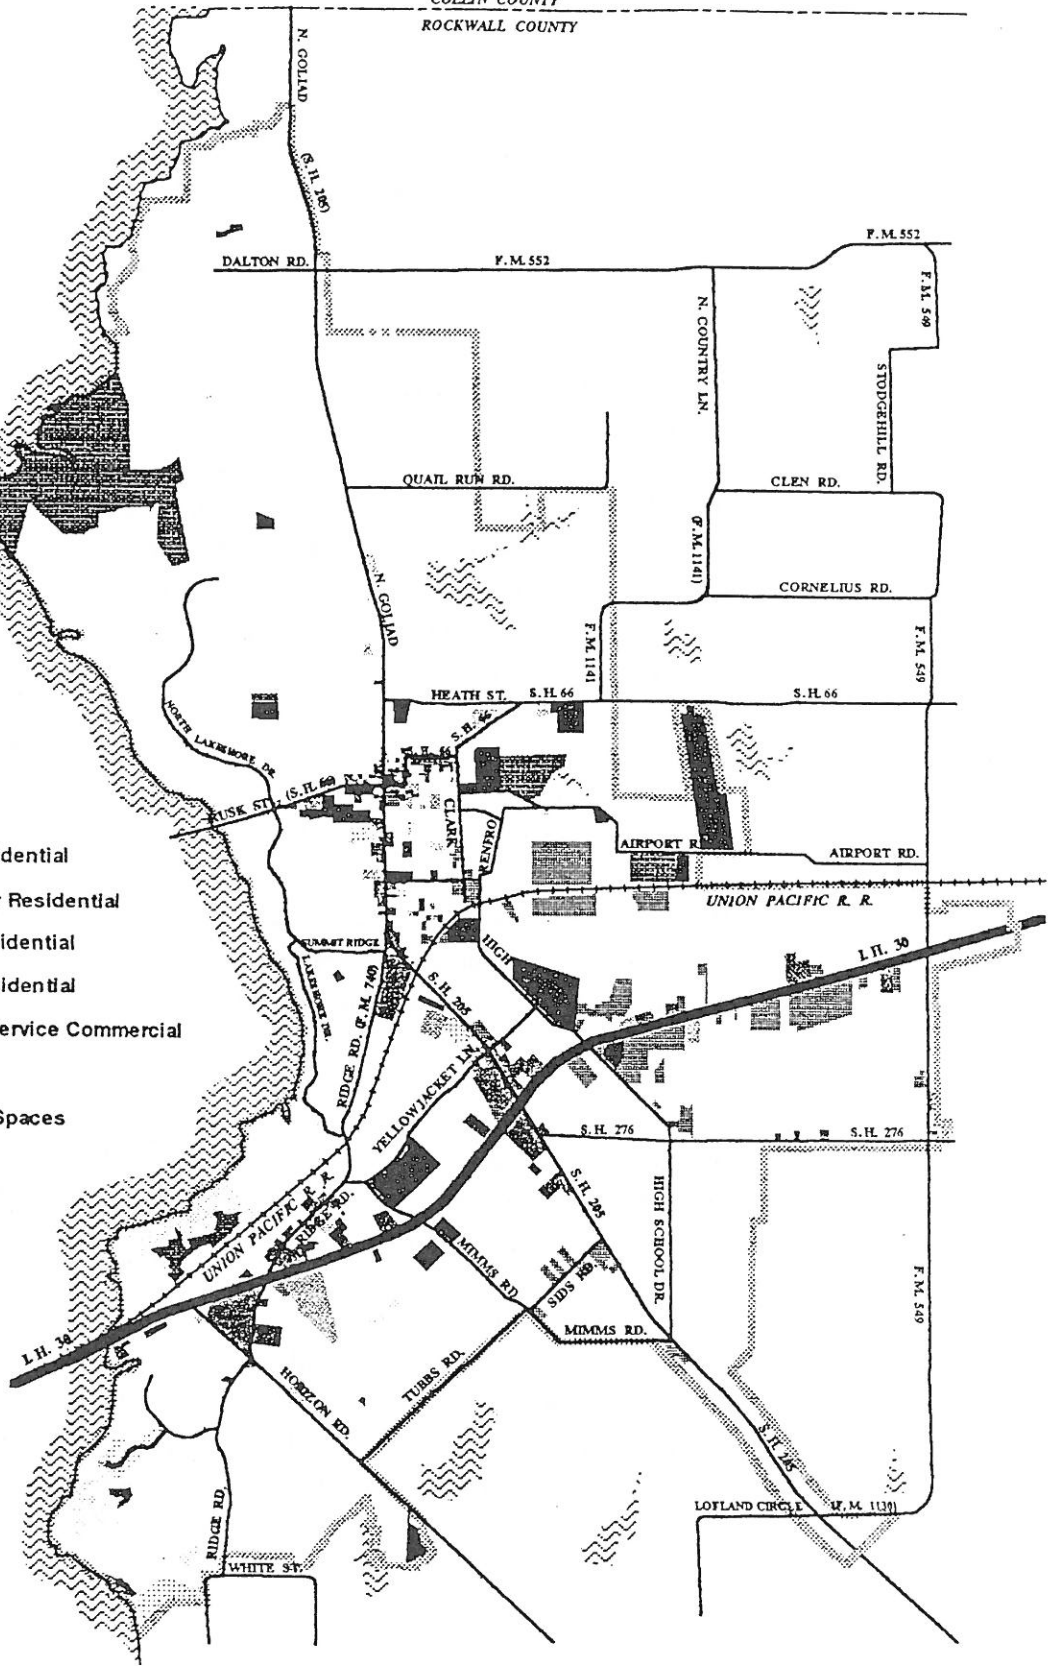 COLLIN COUNTY
ROCKWALL COUNTY
N. GOLIAD
(S. H. 205)
F. M. 552
DALTON RD.
F. M. 552
F. M. 549
N. COUNTRY LN.
STODGEHILL RD.
QUAIL RUN RD.
CLEN RD.
(F. M. 1141)
N. GOLIAD
CORNELIUS RD.
F. M. 1141
F. M. 549
HEATH ST.
S. H. 66
S. H. 66
NORTH LAKESHORE DR.
S. H. 66
RUSK ST.
(S. H. 66)
CLARK
RENFRO
AIRPORT R
AIRPORT RD.
dential
Residential
UNION PACIFIC R. R.
SUMMIT RIDGE
HIGH
idential
I. H. 30
LAKESHORE DR.
RIDGE RD. (F. M. 740)
S. H. 205
sidential
ervice Commercial
YELLOWJACKET LN.
Spaces
S. H. 276
S. H. 276
UNION PACIFIC R. R.
RIDGE RD.
S. H. 205
HIGH SCHOOL DR.
MIMMS RD.
SIDS RD
F. M. 549
MIMMS RD.
I. H. 30
TUBBS RD.
HORIZON RD.
S. H. 205
LOFLAND CIRCLE
(F. M. 1139)
RIDGE RD.
WHITE ST.